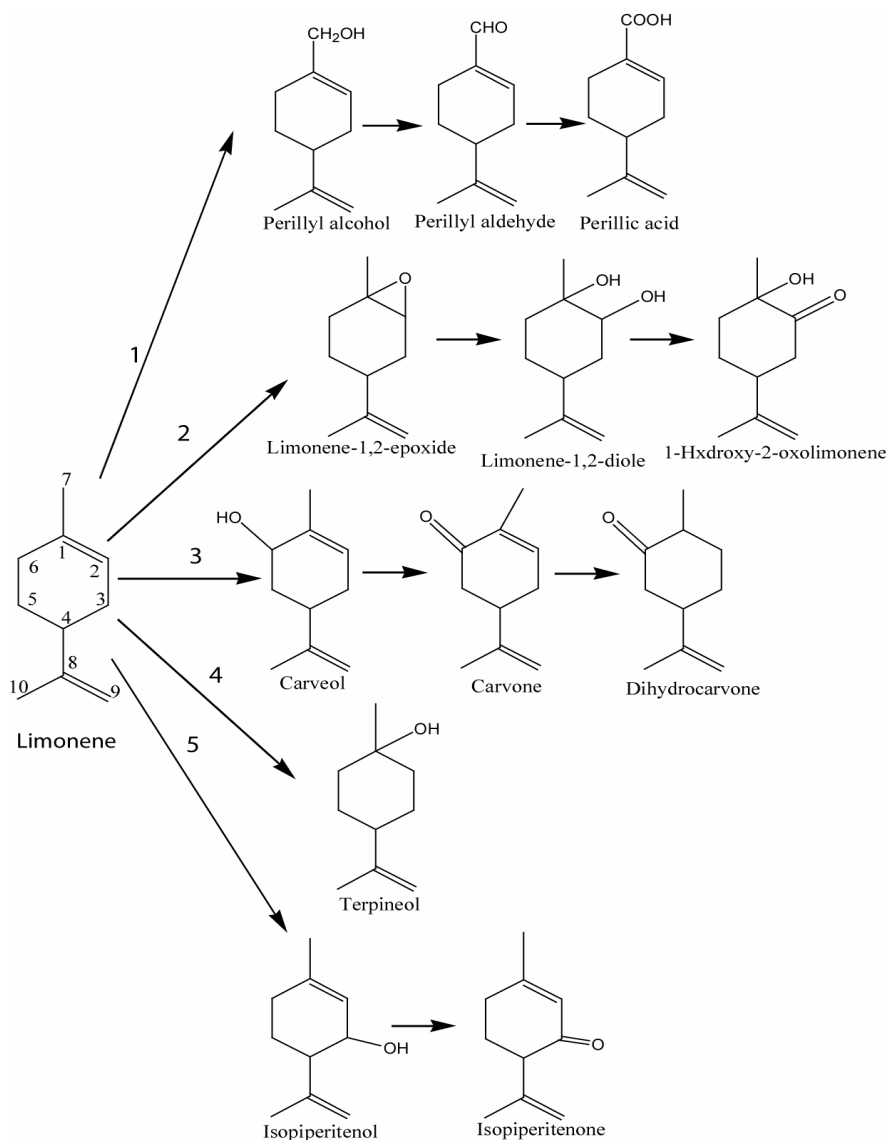 CH2OH
CHO
COOH
Perillyl alcohol
Perillyl aldehyde
Perillic acid
1
O
OH
OH
OH
O
2
Limonene-1,2-epoxide
Limonene-1,2-diole
1-Hxdroxy-2-oxolimonene
7
1
2
6
5
3
4
8
10
9
Limonene
3
HO
O
O
Carveol
Carvone
Dihydrocarvone
4
OH
Terpineol
5
OH
O
Isopiperitenol
Isopiperitenone